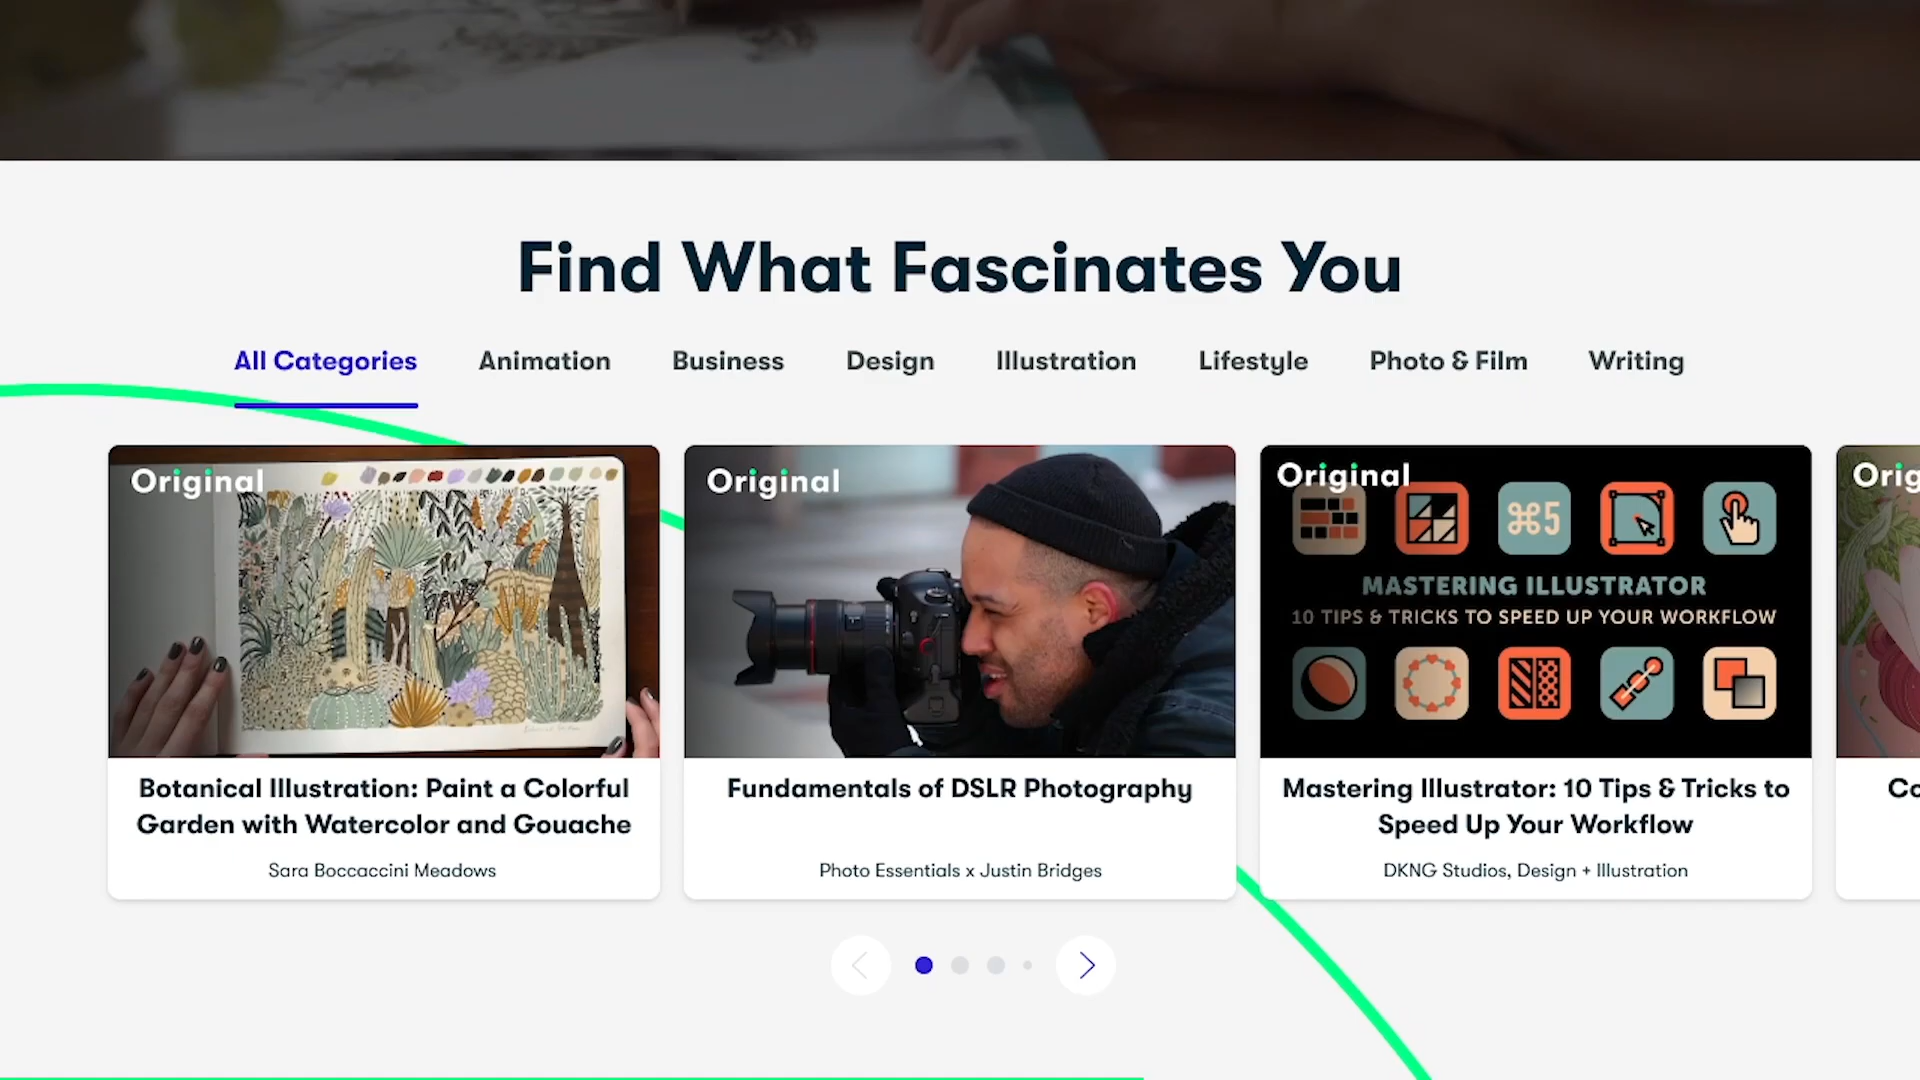 Find What Fascinates You
All Categories Animation Business Design Illustration Lifestyle Photo & Film Writing
Original
Original
Original
⌘5
MASTERING ILLUSTRATOR
10 TIPS & TRICKS TO SPEED UP YOUR WORKFLOW
Orig
Botanical Illustration: Paint a Colorful
Garden with Watercolor and Gouache
Sara Boccaccini Meadows
Fundamentals of DSLR Photography
Photo Essentials x Justin Bridges
Mastering Illustrator: 10 Tips & Tricks to
Speed Up Your Workflow
DKNG Studios, Design + Illustration
Co